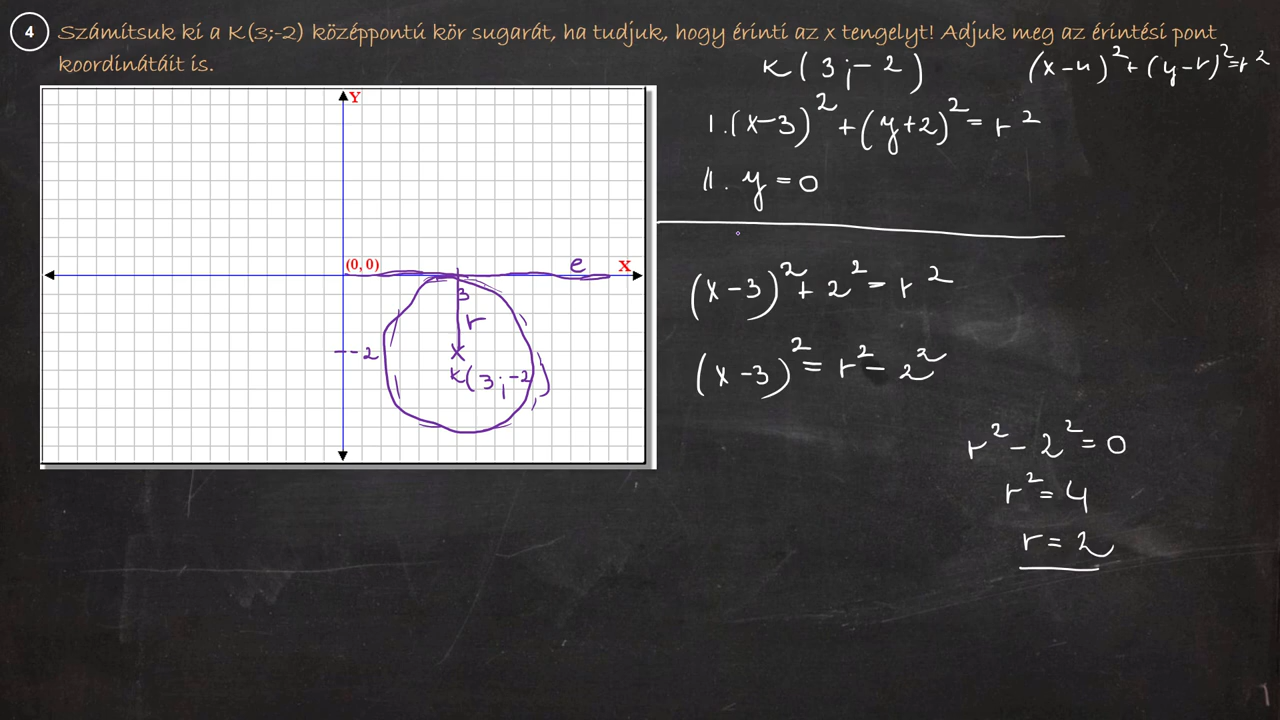 4 Számítsuk ki a K(3;-2) középpontú kör sugarát, ha tudjuk, hogy érinti az x tengelyt! Adjuk meg az érintési pont
koordinátáit is.
K(3;-2)
(x-u)²+(y-r)²=r²
I. (x-3)²+(y+2)²=r²
II. y=0
(x-3)²+2²=r²
(x-3)²=r²-2²
r²-2²=0
r²=4
r=2
Y
(0, 0)
e
X
3
r
--2
K(3;-2)